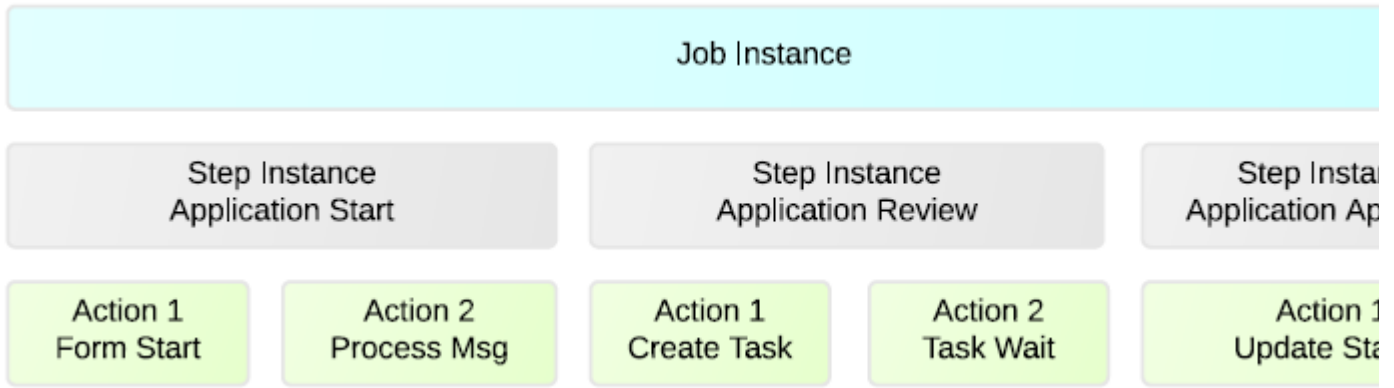 Job Instance
Step Instance
Application Start
Step Instance
Application Review
Step
Application
Action 1
Form Start
Action 2
Process Msg
Action 1
Create Task
Action 2
Task Wait
Action 1
Update